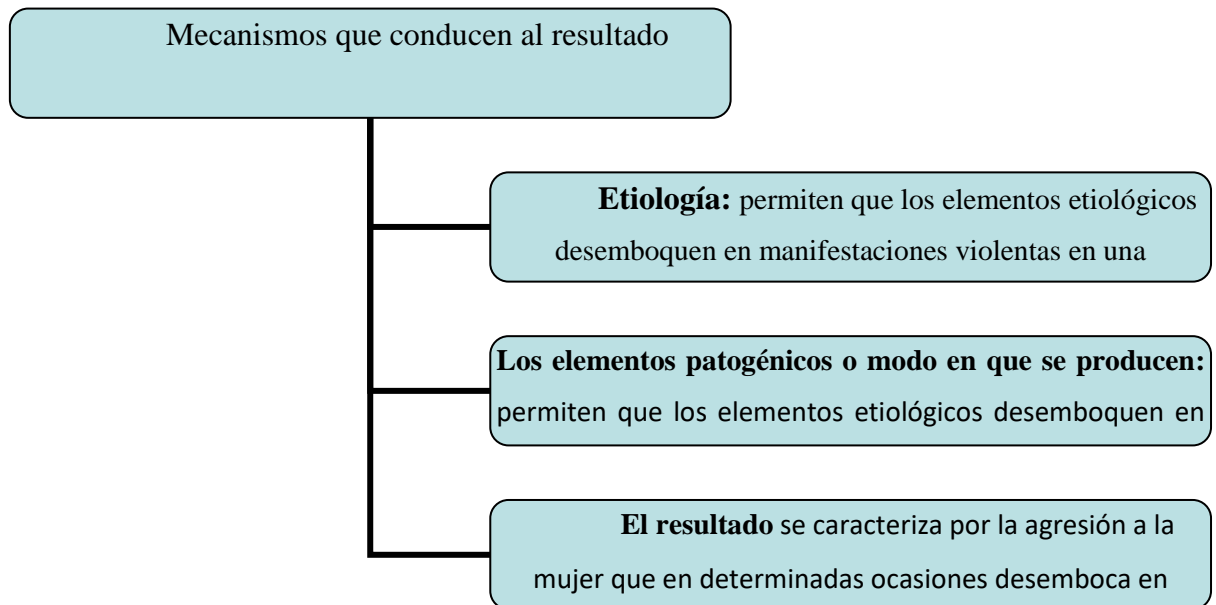 Mecanismos que conducen al resultado
Etiología: permiten que los elementos etiológicos
desemboquen en manifestaciones violentas en una
Los elementos patogénicos o modo en que se producen:
permiten que los elementos etiológicos desemboquen en
El resultado se caracteriza por la agresión a la
mujer que en determinadas ocasiones desemboca en